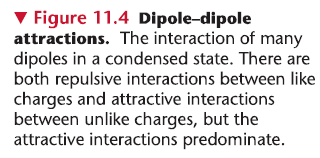 ▼ Figure 11.4 Dipole–dipole
attractions. The interaction of many
dipoles in a condensed state. There are
both repulsive interactions between like
charges and attractive interactions
between unlike charges, but the
attractive interactions predominate.